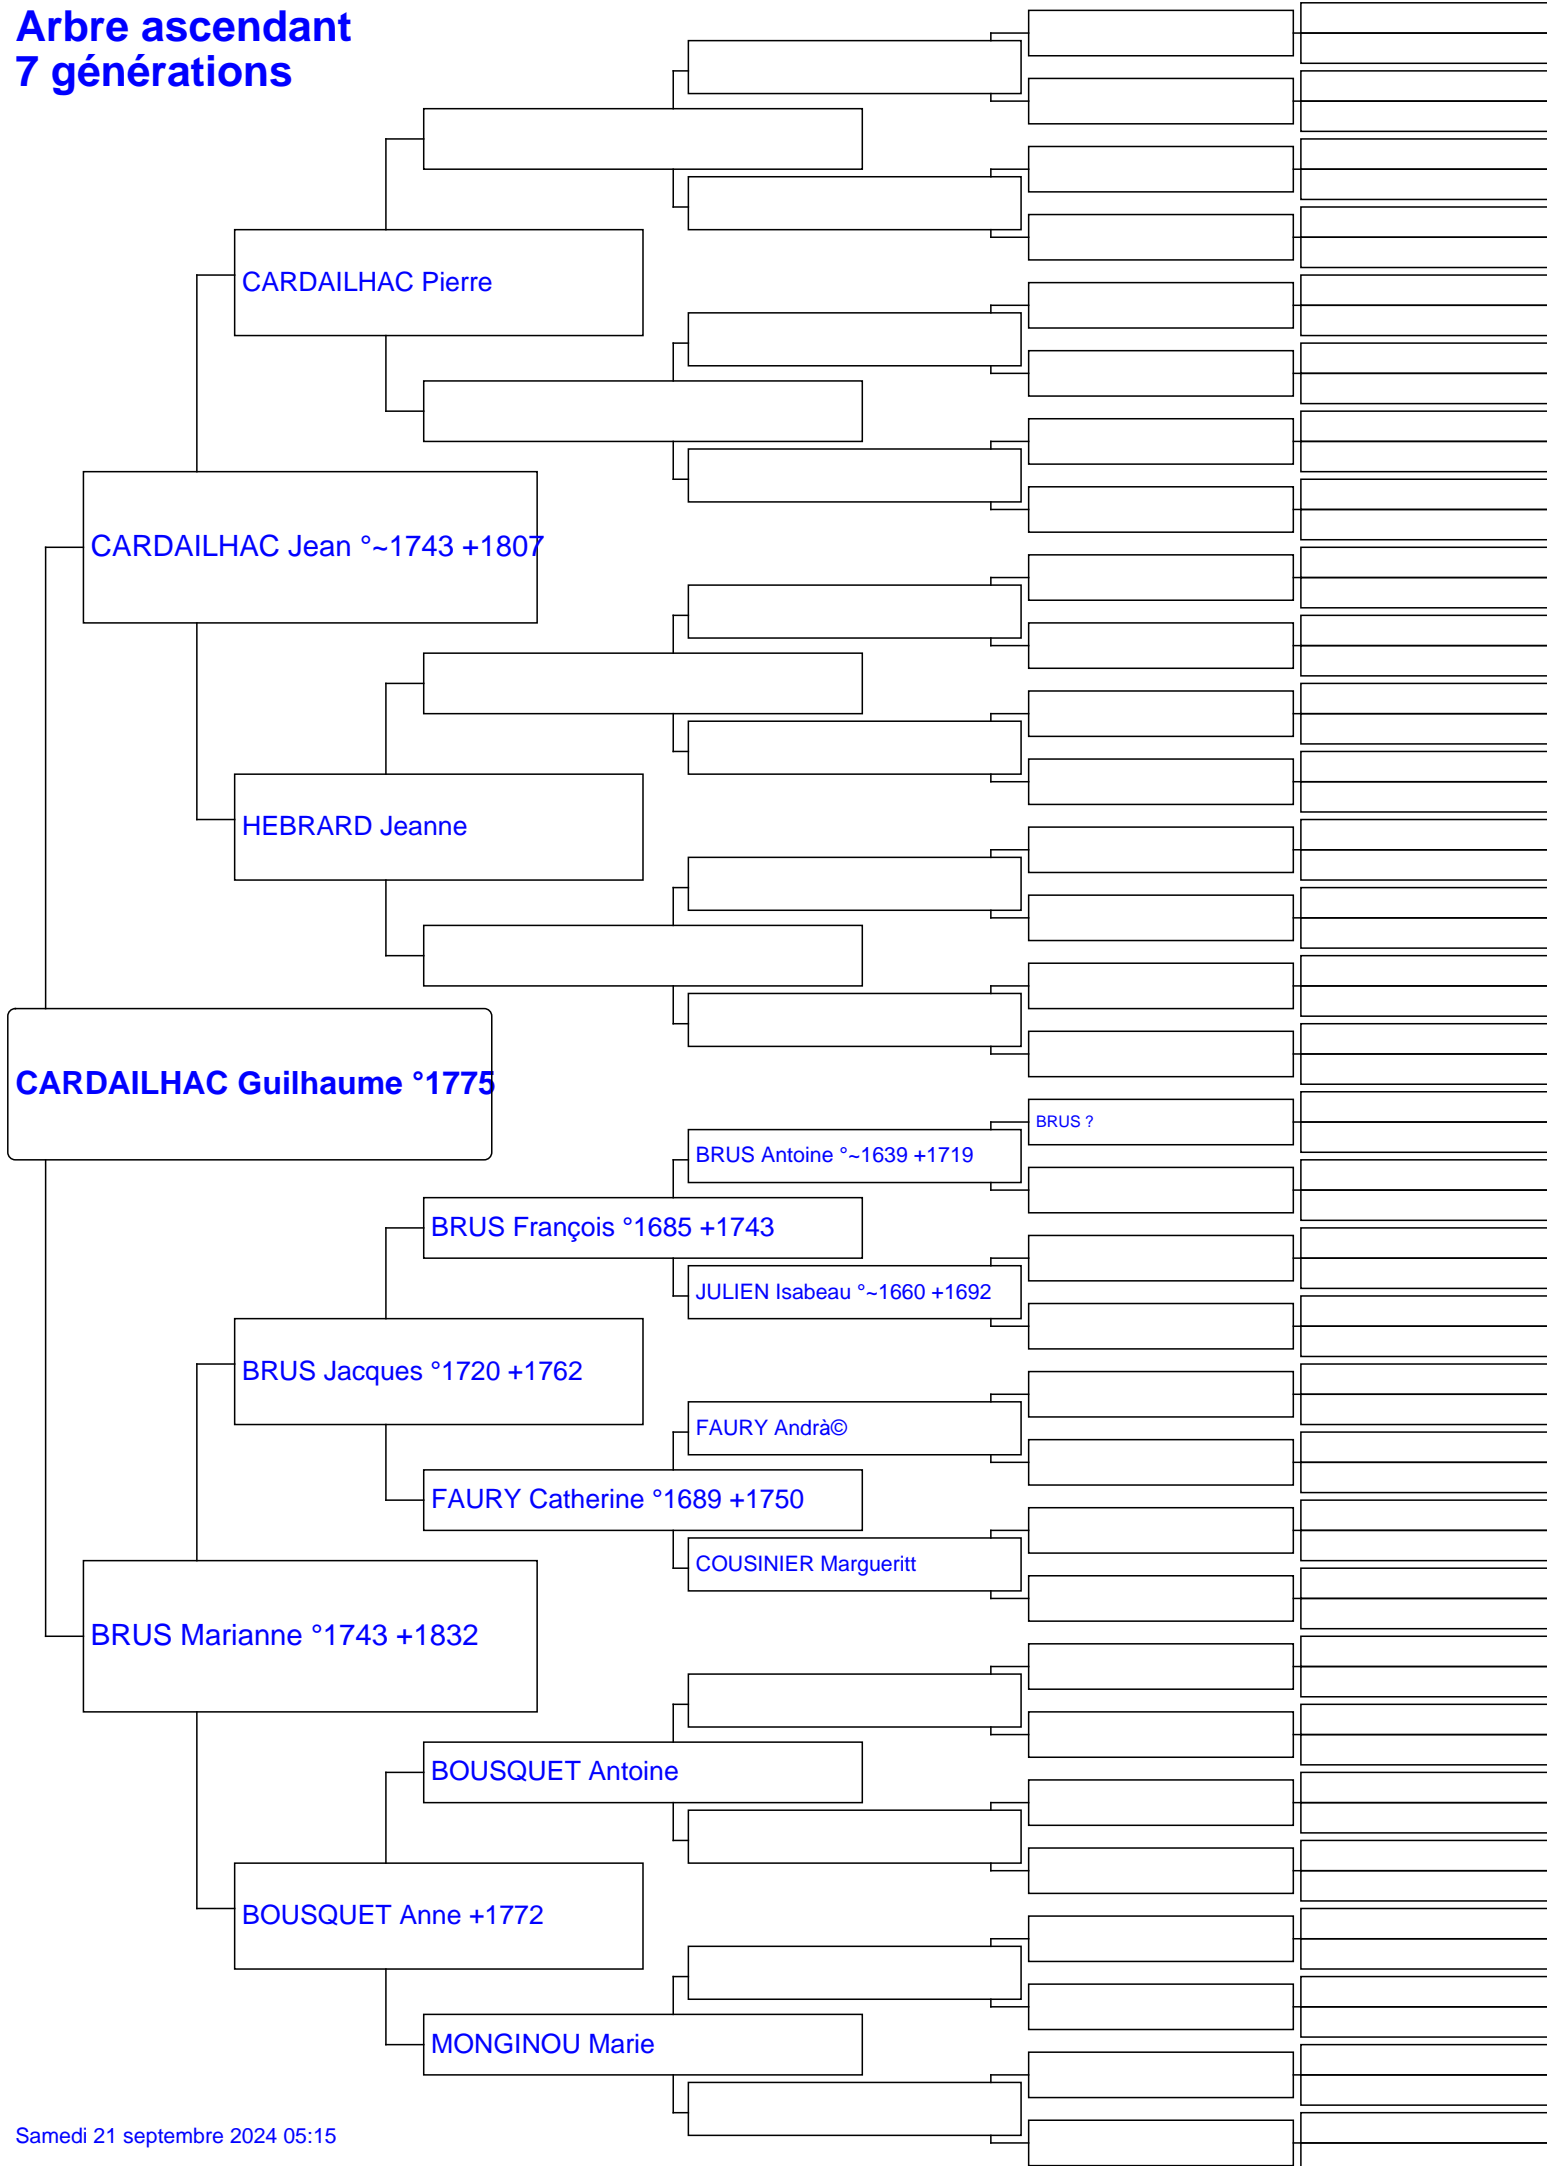 Arbre ascendant
7 générations
CARDAILHAC Pierre
CARDAILHAC Jean °~1743 +1807
HEBRARD Jeanne
CARDAILHAC Guilhaume °1775
BRUS ?
BRUS Antoine °~1639 +1719
BRUS François °1685 +1743
JULIEN Isabeau °~1660 +1692
BRUS Jacques °1720 +1762
FAURY Andrà©
FAURY Catherine °1689 +1750
COUSINIER Margueritt
BRUS Marianne °1743 +1832
BOUSQUET Antoine
BOUSQUET Anne +1772
MONGINOU Marie
Samedi 21 septembre 2024 05:15